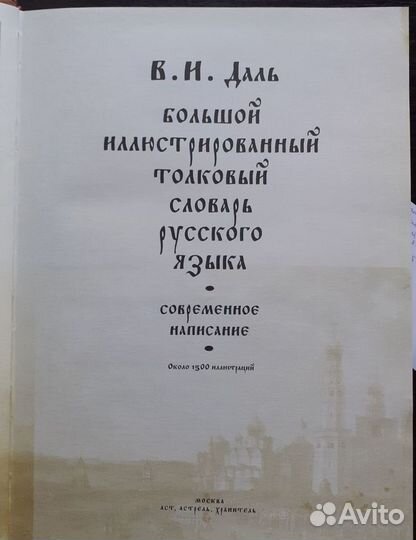 В. И. Даль
БОЛЬШОЙ
ИЛЛЮСТРИРОВАННЫЙ
ТОЛКОВЫЙ
СЛОВАРЬ
РУССКОГО
ЯЗЫКА
СОВРЕМЕННОЕ
НАПИСАНИЕ
Около 1500 иллюстраций
МОСКВА
АСТ, АСТРЕЛЬ, ХРАНИТЕЛЬ
Avito